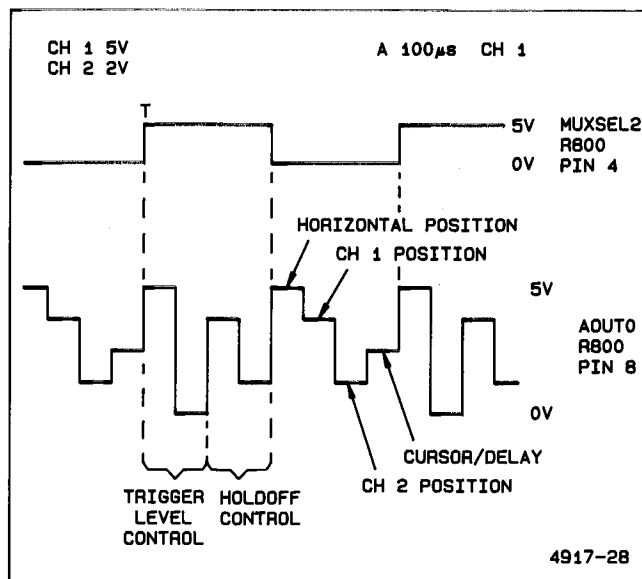 CH 1 5V
CH 2 2V
A 100µs CH 1
T
5V
0V
MUXSEL2
R800
PIN 4
HORIZONTAL POSITION
CH 1 POSITION
5V
0V
AOUT0
R800
PIN 8
CURSOR/DELAY
CH 2 POSITION
TRIGGER
LEVEL
CONTROL
HOLDOFF
CONTROL
4917-28